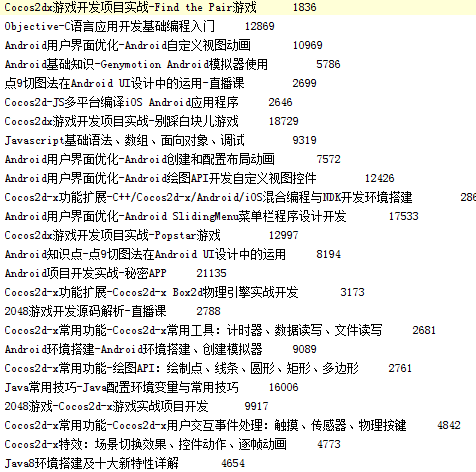 Cocos2dx游戏开发项目实战-Find the Pair游戏 1836
Objective-C语言应用开发基础编程入门 12869
Android用户界面优化-Android自定义视图动画 10969
Android基础知识-Genymotion Android模拟器使用 5786
点9切图法在Android UI设计中的运用-直播课 2699
Cocos2d-JS多平台编译iOS Android应用程序 2646
Cocos2dx游戏开发项目实战-别踩白块儿游戏 18729
Javascript基础语法、数组、面向对象、调试 9319
Android用户界面优化-Android创建和配置布局动画 7572
Android用户界面优化-Android绘图API开发自定义视图控件 12426
Cocos2d-x功能扩展-C++/Cocos2d-x/Android/iOS混合编程与NDK开发环境搭建 286
Android用户界面优化-Android SlidingMenu菜单栏程序设计开发 17533
Cocos2dx游戏开发项目实战-Popstar游戏 12997
Android知识点-点9切图法在Android UI设计中的运用 8194
Android项目开发实战-秘密APP 21135
Cocos2d-x功能扩展-Cocos2d-x Box2d物理引擎实战开发 3173
2048游戏开发源码解析-直播课 2788
Cocos2d-x常用功能-Cocos2d-x常用工具：计时器、数据读写、文件读写 2681
Android环境搭建-Android环境搭建、创建模拟器 9089
Cocos2d-x常用功能-绘图API：绘制点、线条、圆形、矩形、多边形 2761
Java常用技巧-Java配置环境变量与常用技巧 16006
2048游戏-Cocos2d-x游戏实战项目开发 9917
Cocos2d-x常用功能-Cocos2d-x用户交互事件处理：触摸、传感器、物理按键 4842
Cocos2d-x特效：场景切换效果、控件动作、逐帧动画 4773
Java8环境搭建及十大新特性详解 4654